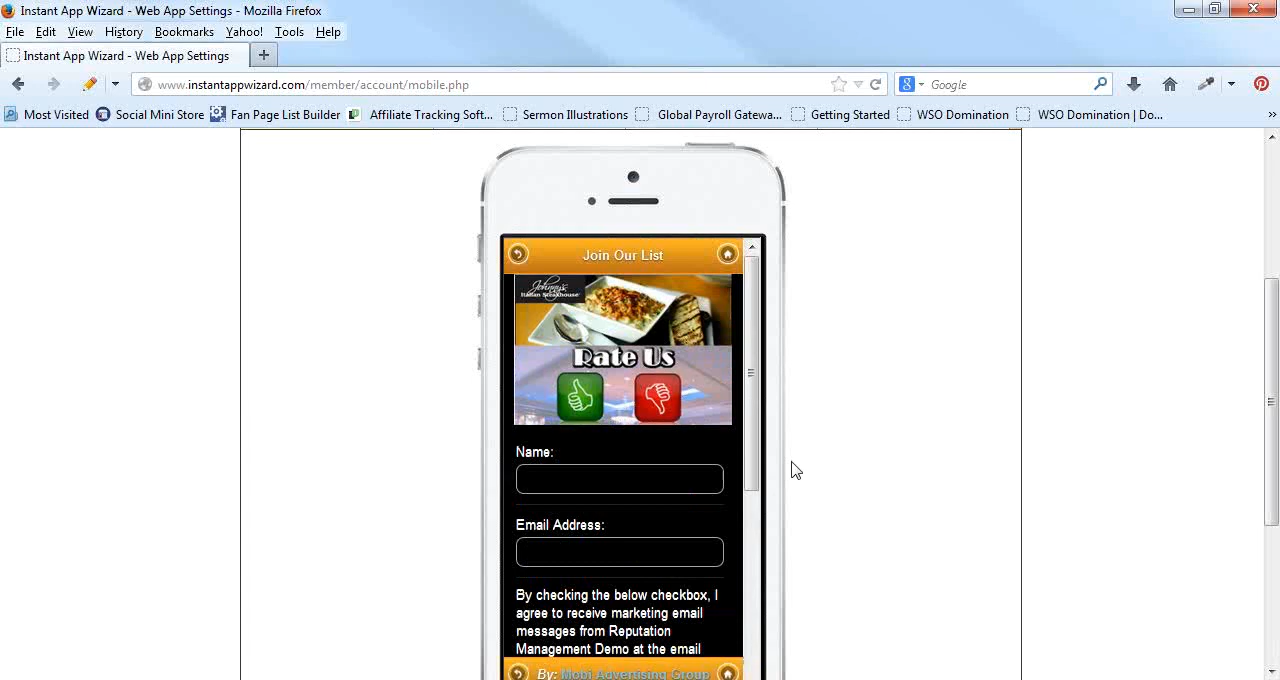 Instant App Wizard - Web App Settings - Mozilla Firefox
File Edit View History Bookmarks Yahoo! Tools Help
Instant App Wizard - Web App Settings
www.instantappwizard.com/member/account/mobile.php
Google
Most Visited Social Mini Store Fan Page List Builder Affiliate Tracking Soft... Sermon Illustrations Global Payroll Gatewa... Getting Started WSO Domination WSO Domination | Do...
Join Our List
Johnny's
Italian Steakhouse
Rate Us
Name:
Email Address:
By checking the below checkbox, I
agree to receive marketing email
messages from Reputation
Management Demo at the email
By: Mobi Advertising Group